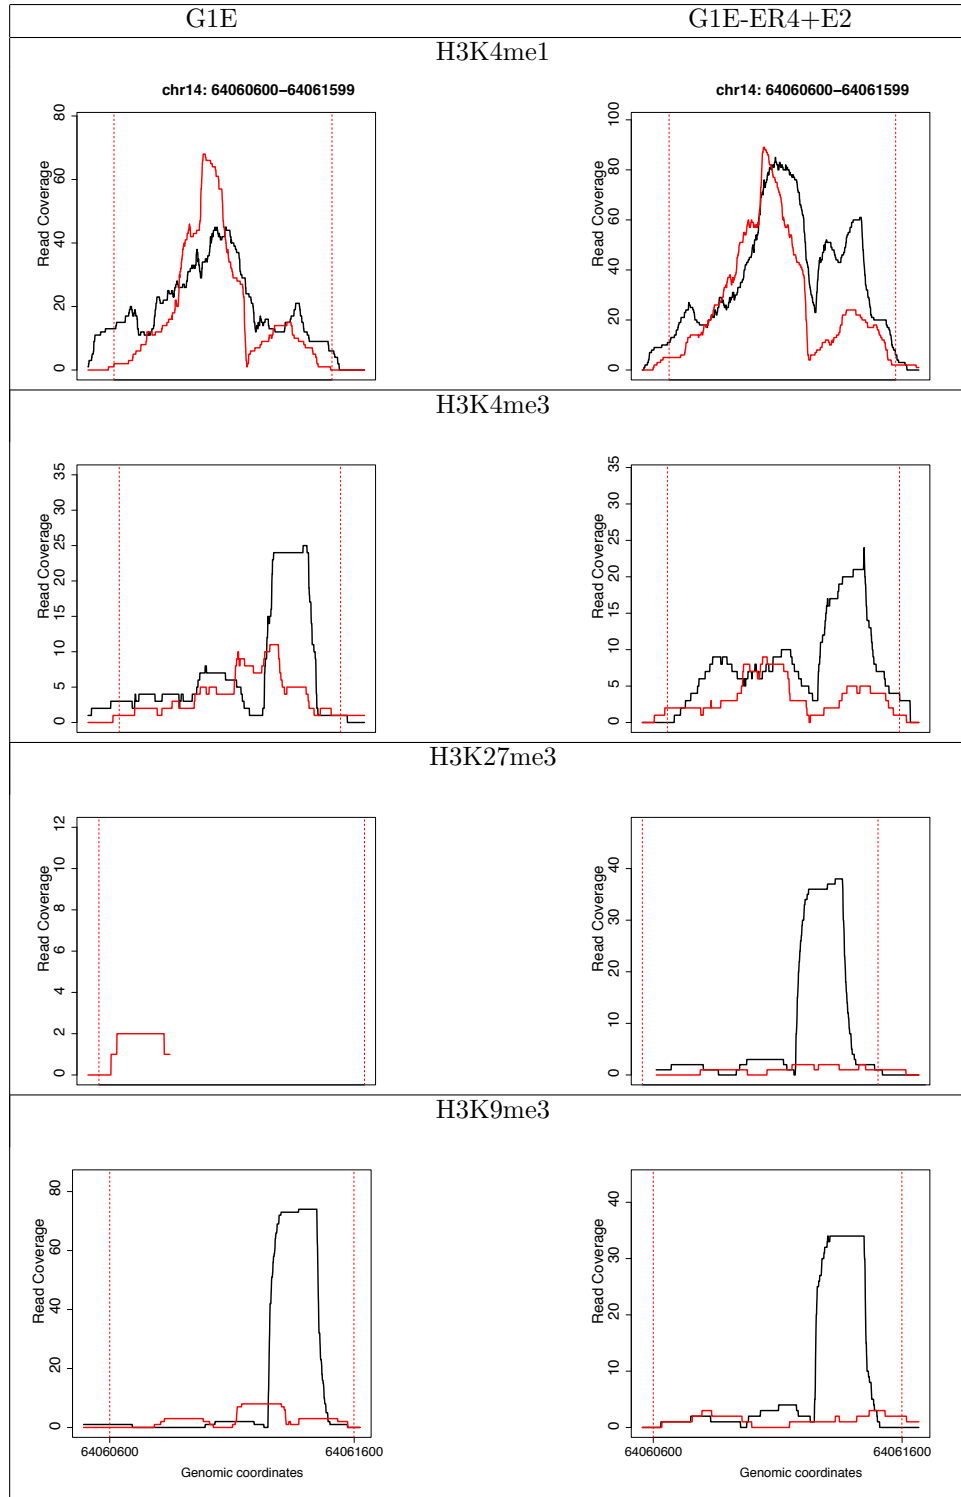 G1E G1E-ER4+E2
H3K4me1
chr14: 64060600−64061599 chr14: 64060600−64061599
Read Coverage
0 20 40 60 80
Read Coverage
0 20 40 60 80 100
H3K4me3
Read Coverage
0 5 10 15 20 25 30 35
Read Coverage
0 5 10 15 20 25 30 35
H3K27me3
Read Coverage
0 2 4 6 8 10 12
Read Coverage
0 10 20 30 40
H3K9me3
Read Coverage
0 20 40 60 80
64060600 64061600
Genomic coordinates
Read Coverage
0 10 20 30 40
64060600 64061600
Genomic coordinates